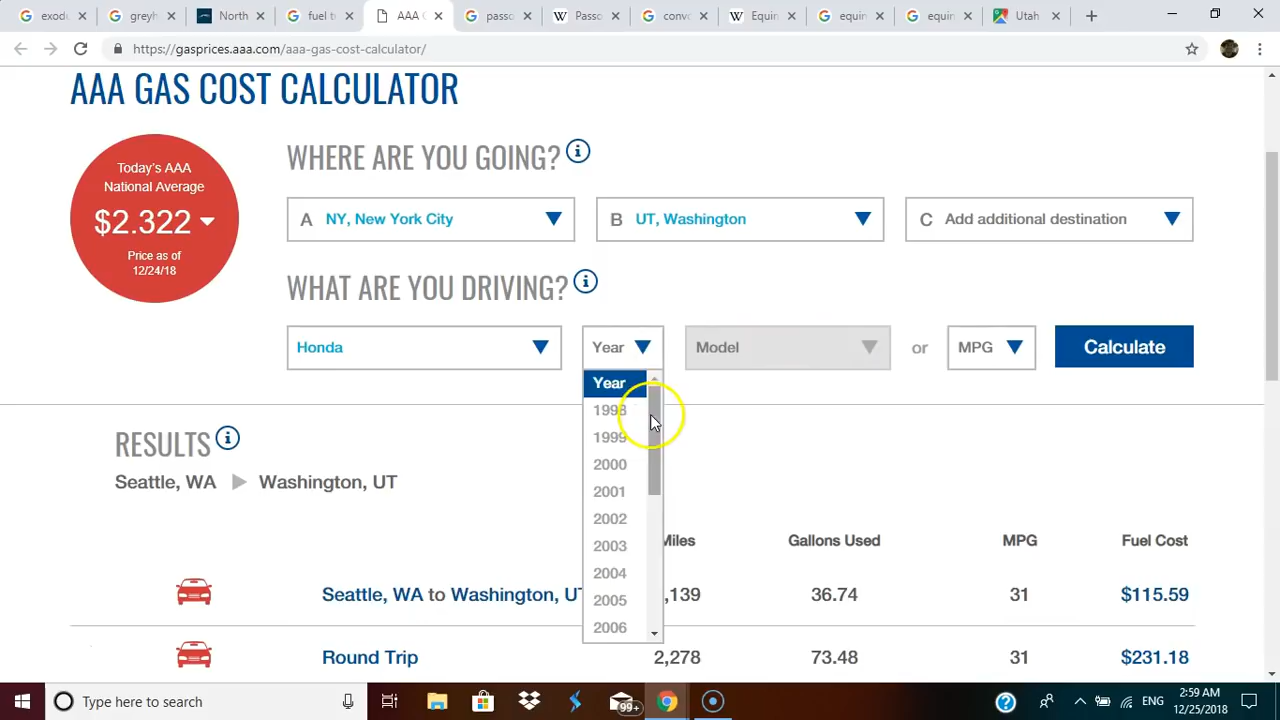 exodu
greyh
North
fuel t
AAA G
passo
Passo
convo
Equin
equin
equin
Utah
https://gasprices.aaa.com/aaa-gas-cost-calculator/
AAA GAS COST CALCULATOR
Today's AAA
National Average
$2.322
Price as of
12/24/18
WHERE ARE YOU GOING?
A NY, New York City
B UT, Washington
C Add additional destination
WHAT ARE YOU DRIVING?
Honda
Year
Model
or
MPG
Calculate
Year
1998
1999
2000
2001
2002
2003
2004
2005
2006
RESULTS
Seattle, WA
Washington, UT
Miles Gallons Used MPG Fuel Cost
Seattle, WA to Washington, UT ,139 36.74 31 $115.59
Round Trip 2,278 73.48 31 $231.18
Type here to search
99+
ENG
2:59 AM
12/25/2018